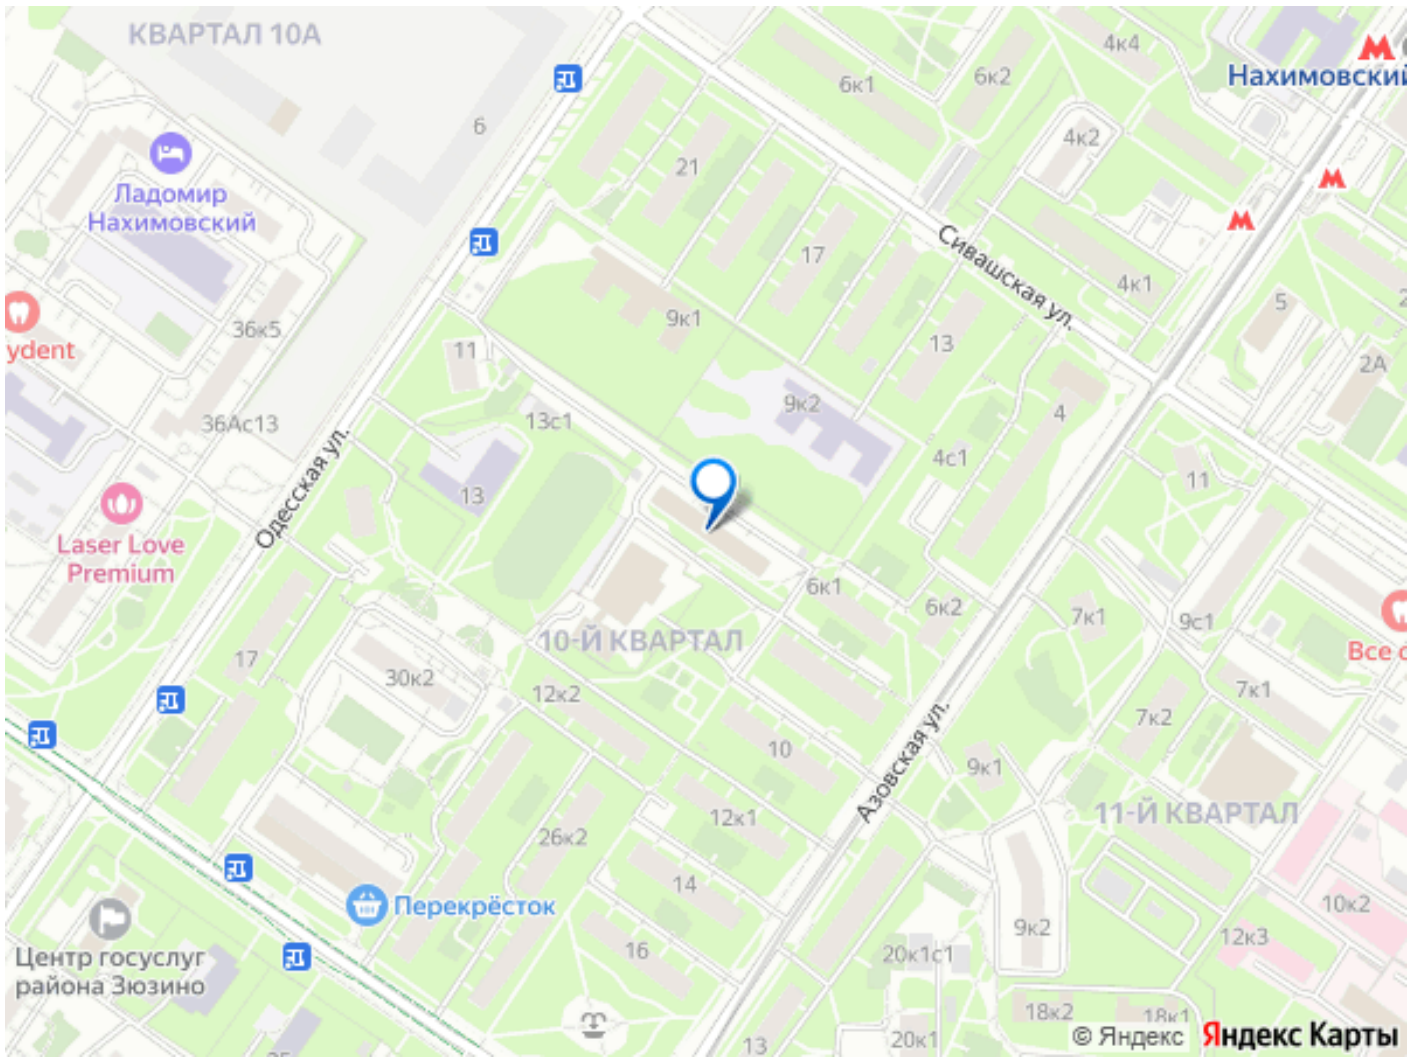 КВАРТАЛ 10А
4к4
6к1
6к2
Нахимовский
4к2
6
21
Ладомир
Нахимовский
17
Сивашская ул.
4к1
5
9к1
36к5
ydent
11
13
2А
9к2
4
36Ас13
13с1
4с1
11
13
Одесская ул.
Laser Love
Premium
6к1
6к2
7к1
9с1
10-Й КВАРТАЛ
Все
17
30к2
12к2
7к1
7к2
10
Азовская ул.
9к1
12к1
11-Й КВАРТАЛ
26к2
14
Перекрёсток
10к2
9к2
12к3
16
20к1с1
Центр госуслуг
района Зюзино
18к2
18к1
13
20к1
© Яндекс Яндекс Карты